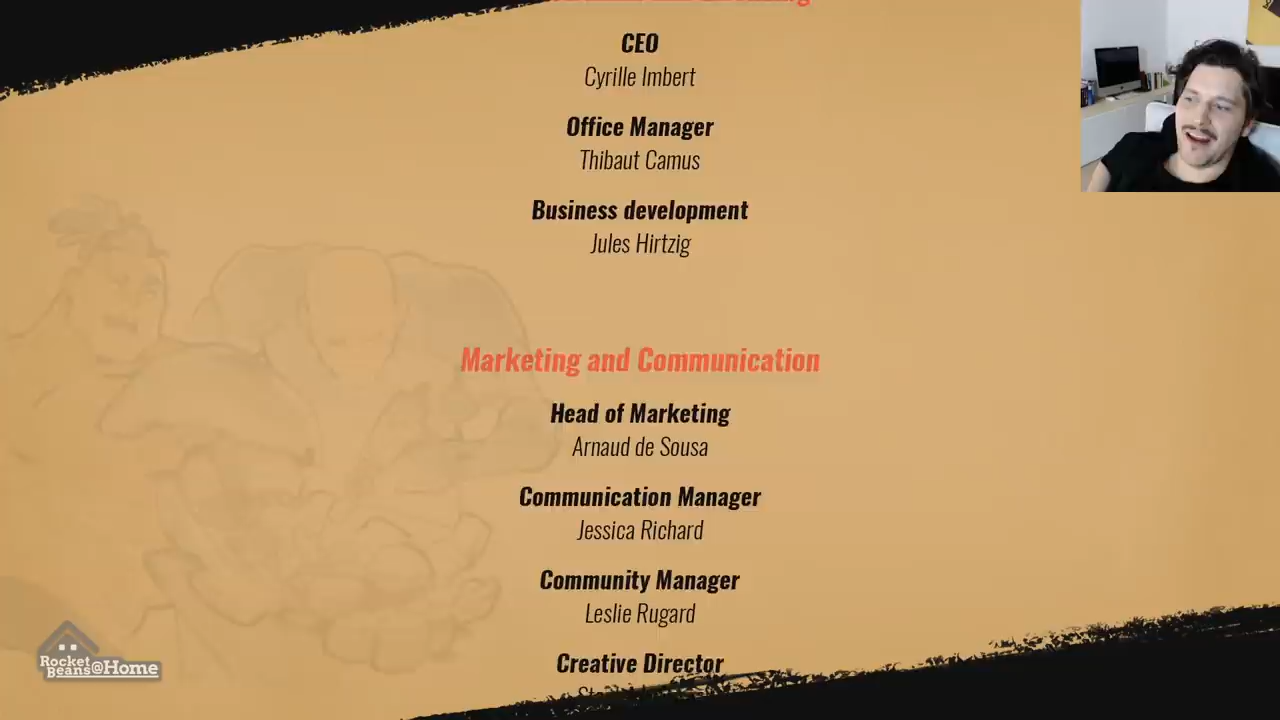 CEO
Cyrille Imbert
Office Manager
Thibaut Camus
Business development
Jules Hirtzig
Marketing and Communication
Head of Marketing
Arnaud de Sousa
Communication Manager
Jessica Richard
Community Manager
Leslie Rugard
Creative Director
Rocket
Beans@Home